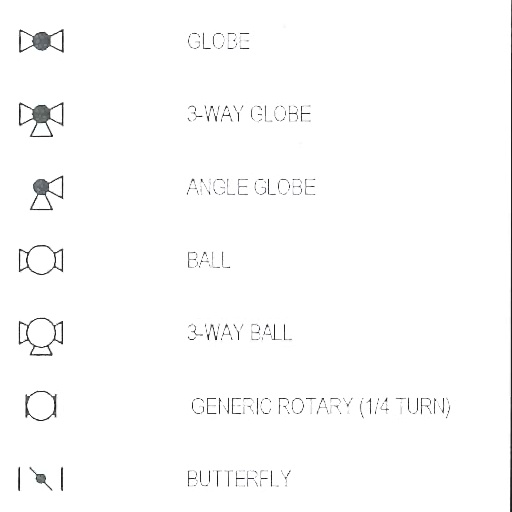 GLOBE
3-WAY GLOBE
ANGLE GLOBE
BALL
3-WAY BALL
GENERIC ROTARY (1/4 TURN)
BUTTERFLY